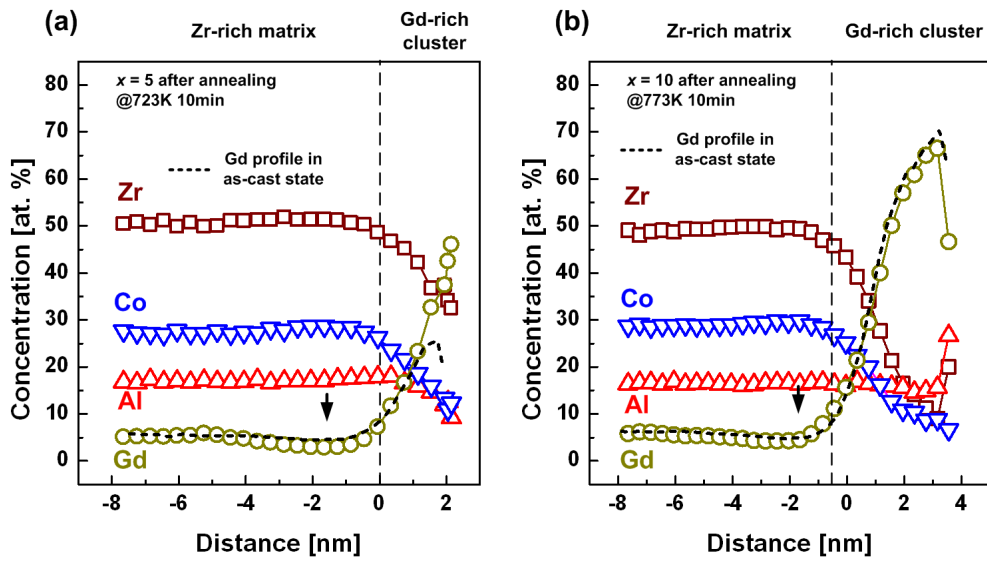 (a)
Zr-rich matrix
Gd-rich
cluster
x = 5 after annealing
@723K 10min
Gd profile in
as-cast state
Zr
Co
Al
Gd
80
70
60
50
40
30
20
10
0
-8
-6
-4
-2
0
2
Concentration [at. %]
Distance [nm]
(b)
Zr-rich matrix
Gd-rich cluster
x = 10 after annealing
@773K 10min
Gd profile in
as-cast state
Zr
Co
Al
Gd
80
70
60
50
40
30
20
10
0
-8
-6
-4
-2
0
2
4
Concentration [at. %]
Distance [nm]